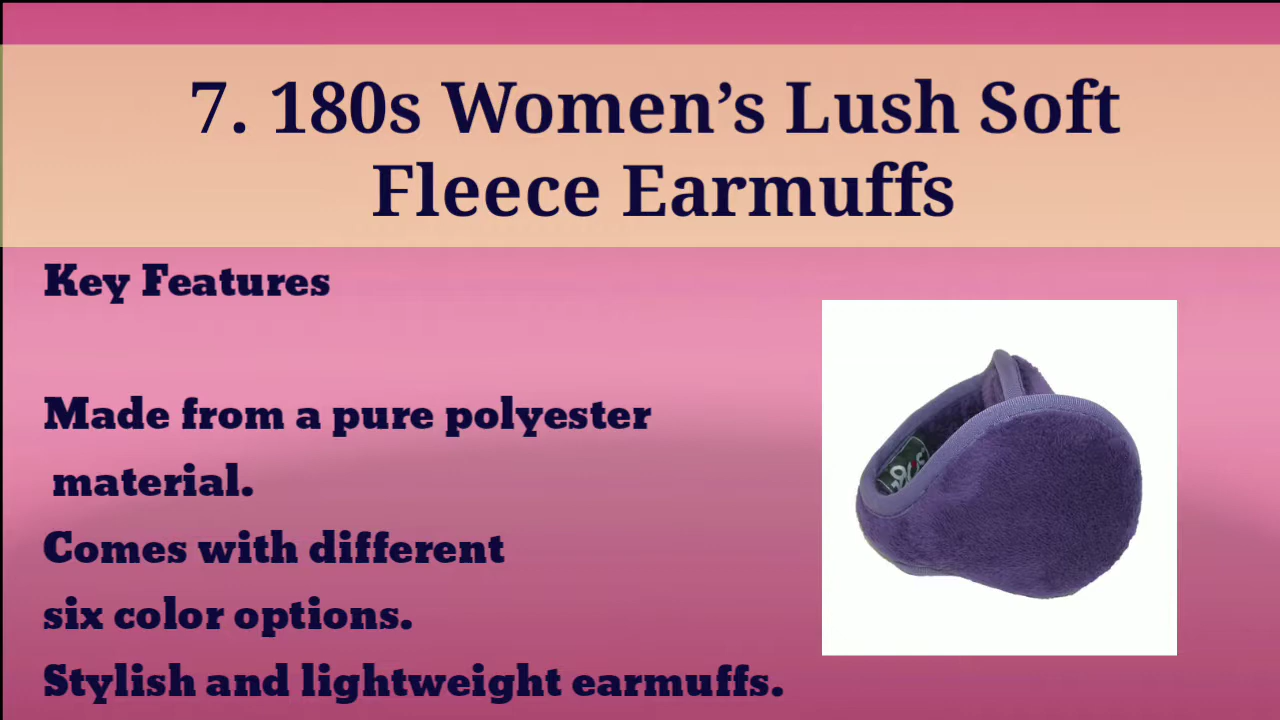 7. 180s Women’s Lush Soft
Fleece Earmuffs
Key Features
Made from a pure polyester
material.
Comes with different
six color options.
Stylish and lightweight earmuffs.
180s